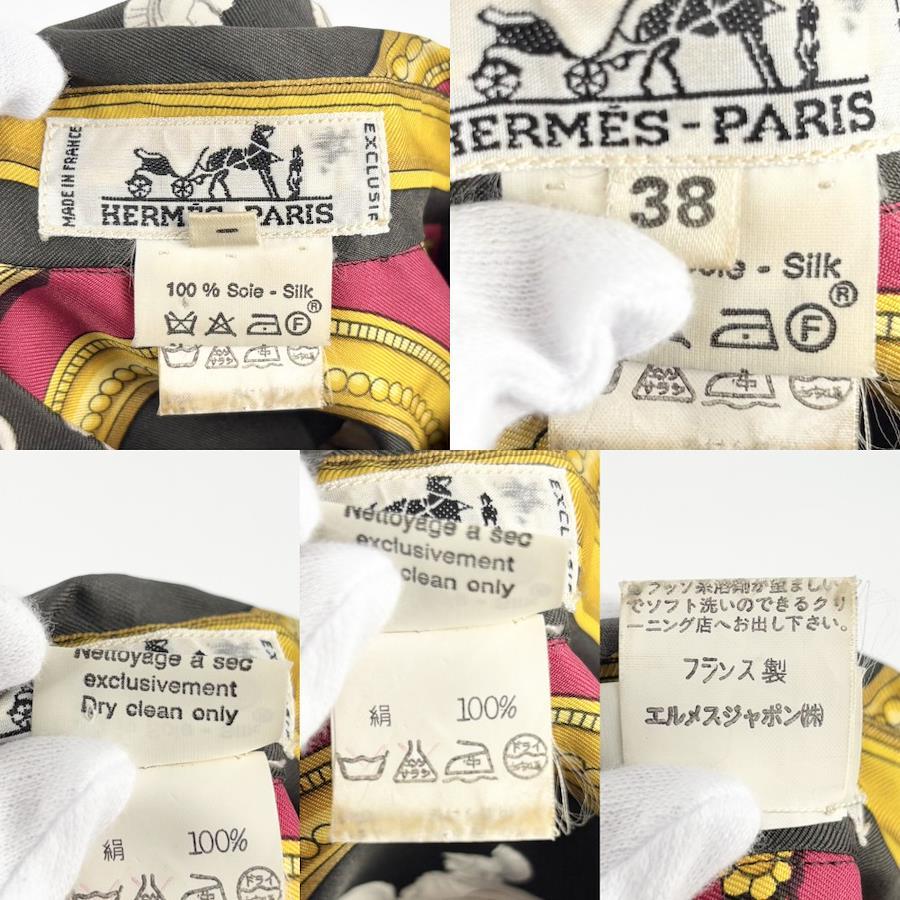 MADE IN FRANCE
HERMÈS-PARIS
100 % Soie - Silk
HERMÈS-PARIS
38
- Silk
®
F
Nettoyage à sec
exclusivement
Dry clean only
絹 100%
Nettoyage à sec
exclusivement
clean only
絹 100%
ドライ
でソフト洗いのできるクリ
ーニング店へお出し下さい。
フランス製
エルメスジャポン㈱